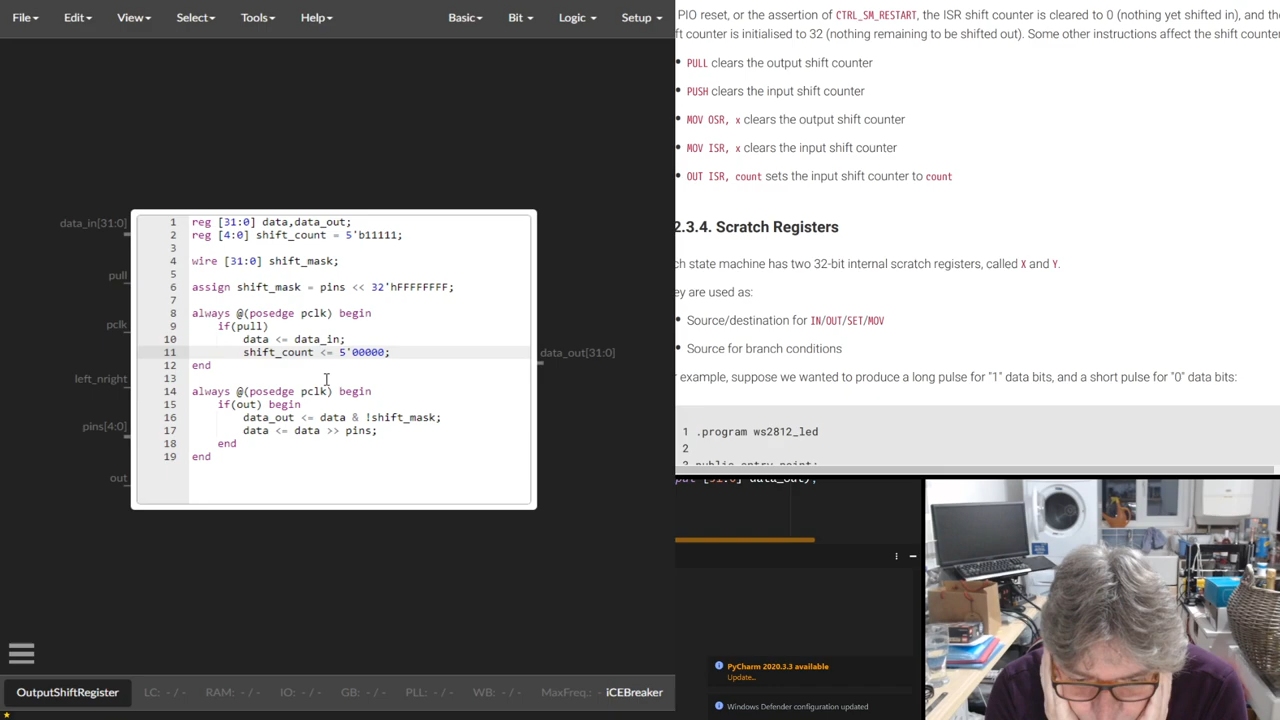 File Edit View Select Tools Help Basic Bit Logic Setup
data_in[31:0]
pull
pclk
left_nright
pins[4:0]
out
data_out[31:0]
1 reg [31:0] data,data_out;
2 reg [4:0] shift_count = 5'b11111;
3
4 wire [31:0] shift_mask;
5
6 assign shift_mask = pins << 32'hFFFFFFFF;
7
8 always @(posedge pclk) begin
9 if(pull)
10 data <= data_in;
11 shift_count <= 5'00000;
12 end
13
14 always @(posedge pclk) begin
15 if(out) begin
16 data_out <= data & !shift_mask;
17 data <= data >> pins;
18 end
19 end
OutputShiftRegister LC: - / - RAM: - / - IO: - / - GB: - / - PLL: - / - WB: - / - MaxFreq.: - / - iCEBreaker
PIO reset, or the assertion of CTRL_SM_RESTART, the ISR shift counter is cleared to 0 (nothing yet shifted in), and the
ft counter is initialised to 32 (nothing remaining to be shifted out). Some other instructions affect the shift counter
• PULL clears the output shift counter
• PUSH clears the input shift counter
• MOV OSR, x clears the output shift counter
• MOV ISR, x clears the input shift counter
• OUT ISR, count sets the input shift counter to count
2.3.4. Scratch Registers
ch state machine has two 32-bit internal scratch registers, called X and Y.
ey are used as:
• Source/destination for IN/OUT/SET/MOV
• Source for branch conditions
r example, suppose we wanted to produce a long pulse for "1" data bits, and a short pulse for "0" data bits:
1 .program ws2812_led
2
3 public entry_point:
put [31:0] data_out);
PyCharm 2020.3.3 available
Update...
Windows Defender configuration updated